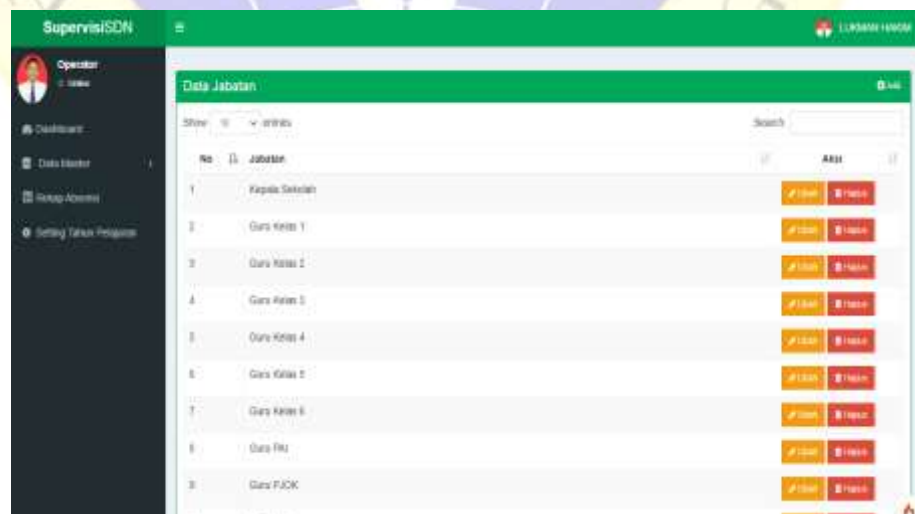 SupervisiSDN
LUKMAN HAKIM
Operator
Online
Data Jabatan
Add
Show 10 entries
Search
Dashboard
No Jabatan Aksi
Data Master
1 Kepala Sekolah Ubah Hapus
Rekap Absensi
2 Guru Kelas 1 Ubah Hapus
Setting Tahun Pelajaran
3 Guru Kelas 2 Ubah Hapus
4 Guru Kelas 3 Ubah Hapus
5 Guru Kelas 4 Ubah Hapus
6 Guru Kelas 5 Ubah Hapus
7 Guru Kelas 6 Ubah Hapus
8 Guru PAI Ubah Hapus
9 Guru PJOK Ubah Hapus